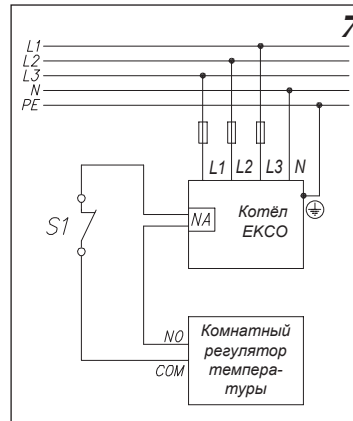 7
L1
L2
L3
N
PE
L1 L2 L3 N
NA
Котёл
EKCO
S1
NO
COM
Комнатный
регулятор
темпера-
туры